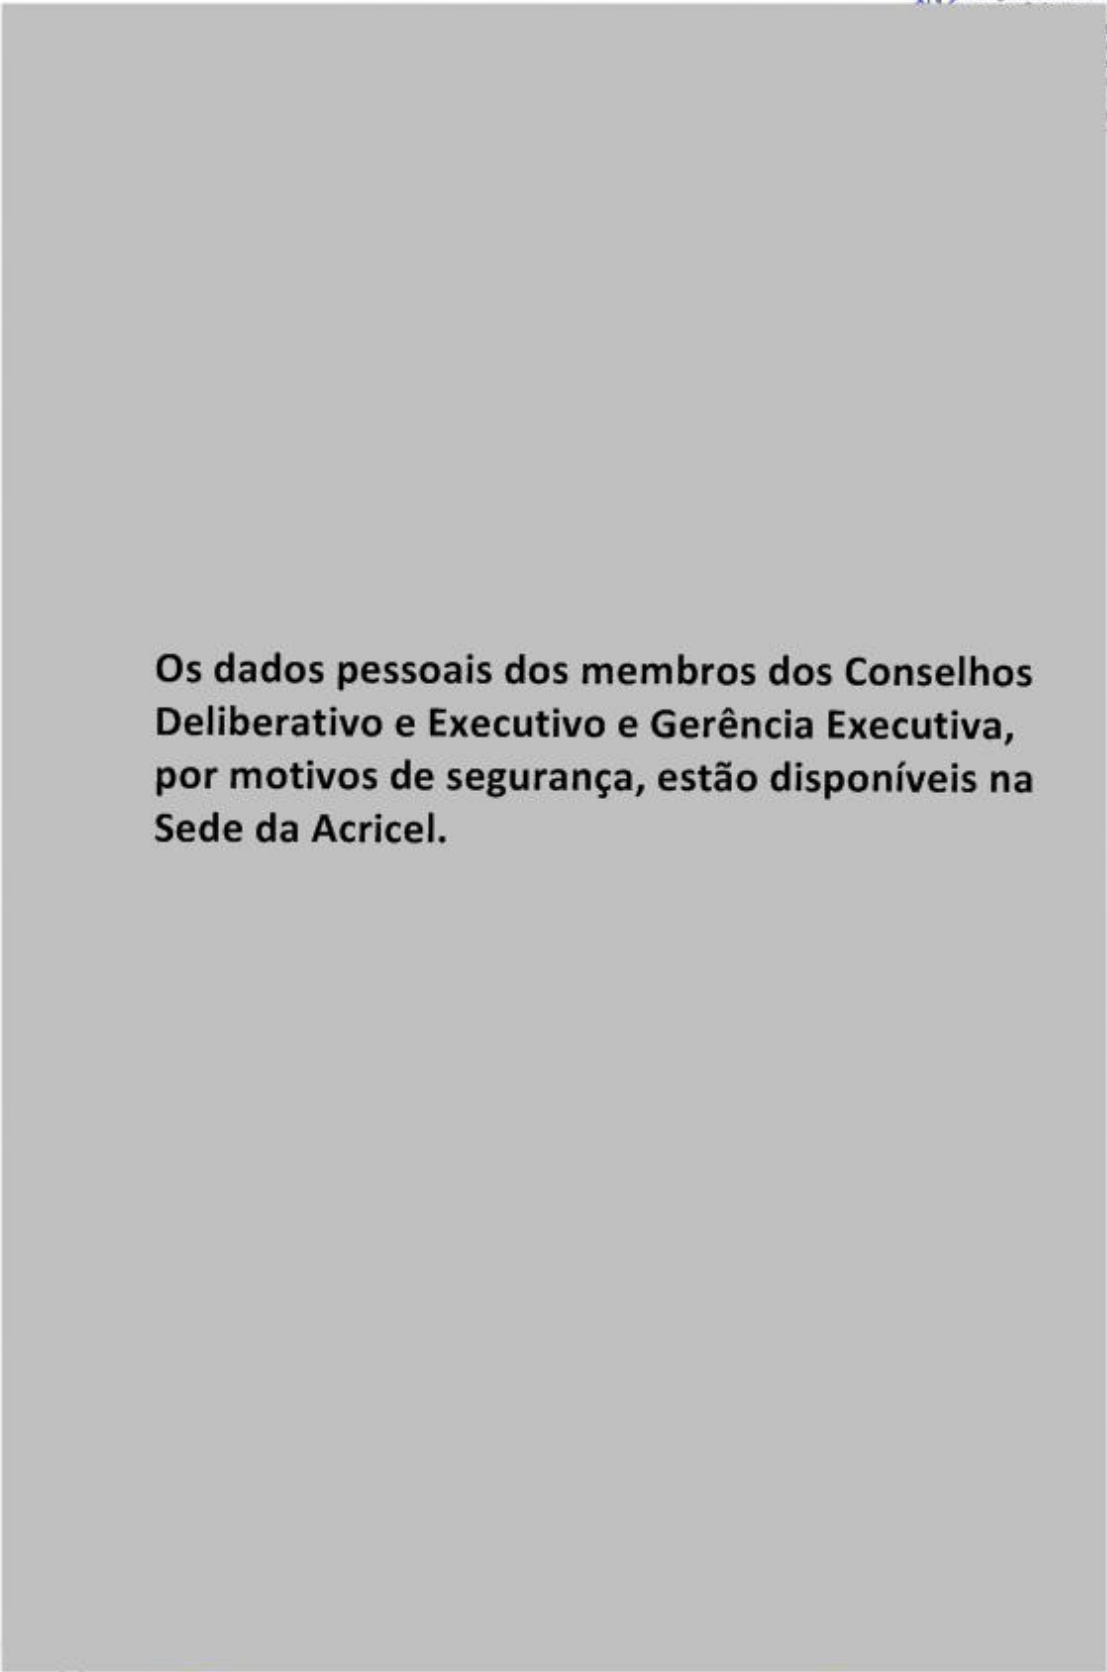 Os dados pessoais dos membros dos Conselhos
Deliberativo e Executivo e Gerência Executiva,
por motivos de segurança, estão disponíveis na
Sede da Acricel.